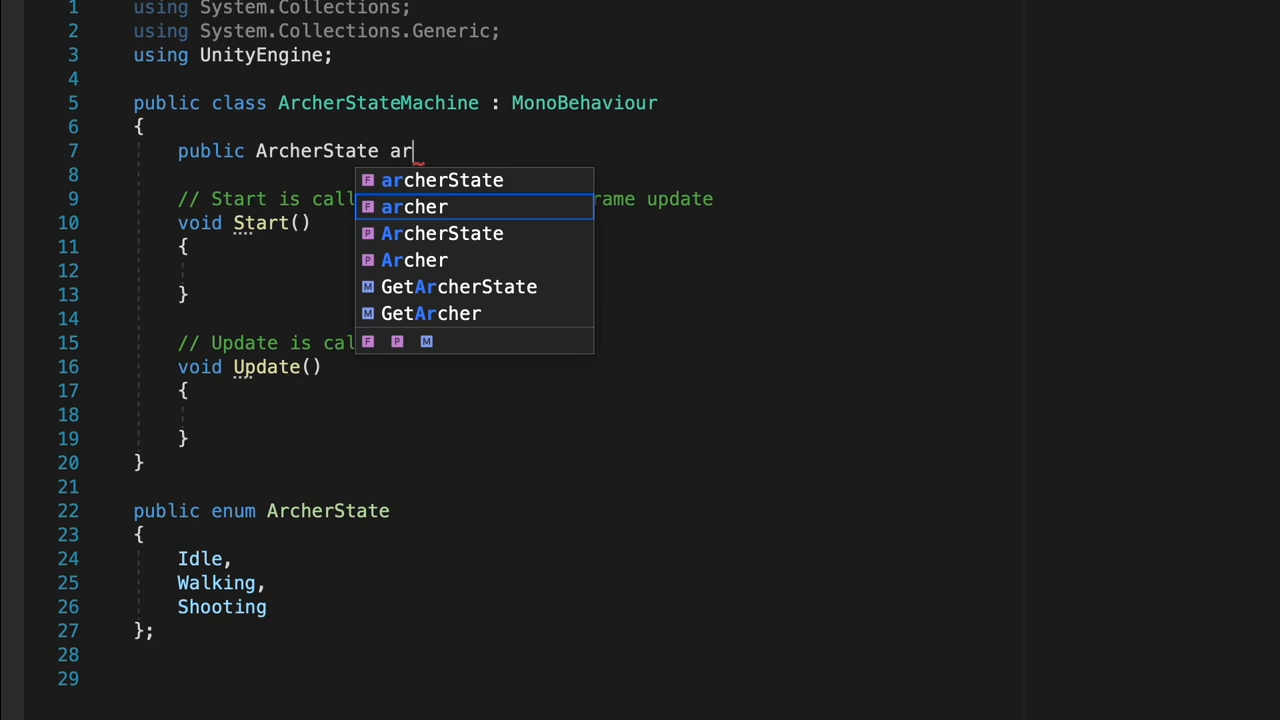 1 using System.Collections;
2 using System.Collections.Generic;
3 using UnityEngine;
4
5 public class ArcherStateMachine : MonoBehaviour
6 {
7 public ArcherState ar
8
archerState
9 // Start is call
archer
rame update
10 void Start()
ArcherState
11 {
Archer
12
GetArcherState
13 }
GetArcher
14
F P M
15 // Update is cal
16 void Update()
17 {
18
19 }
20 }
21
22 public enum ArcherState
23 {
24 Idle,
25 Walking,
26 Shooting
27 };
28
29